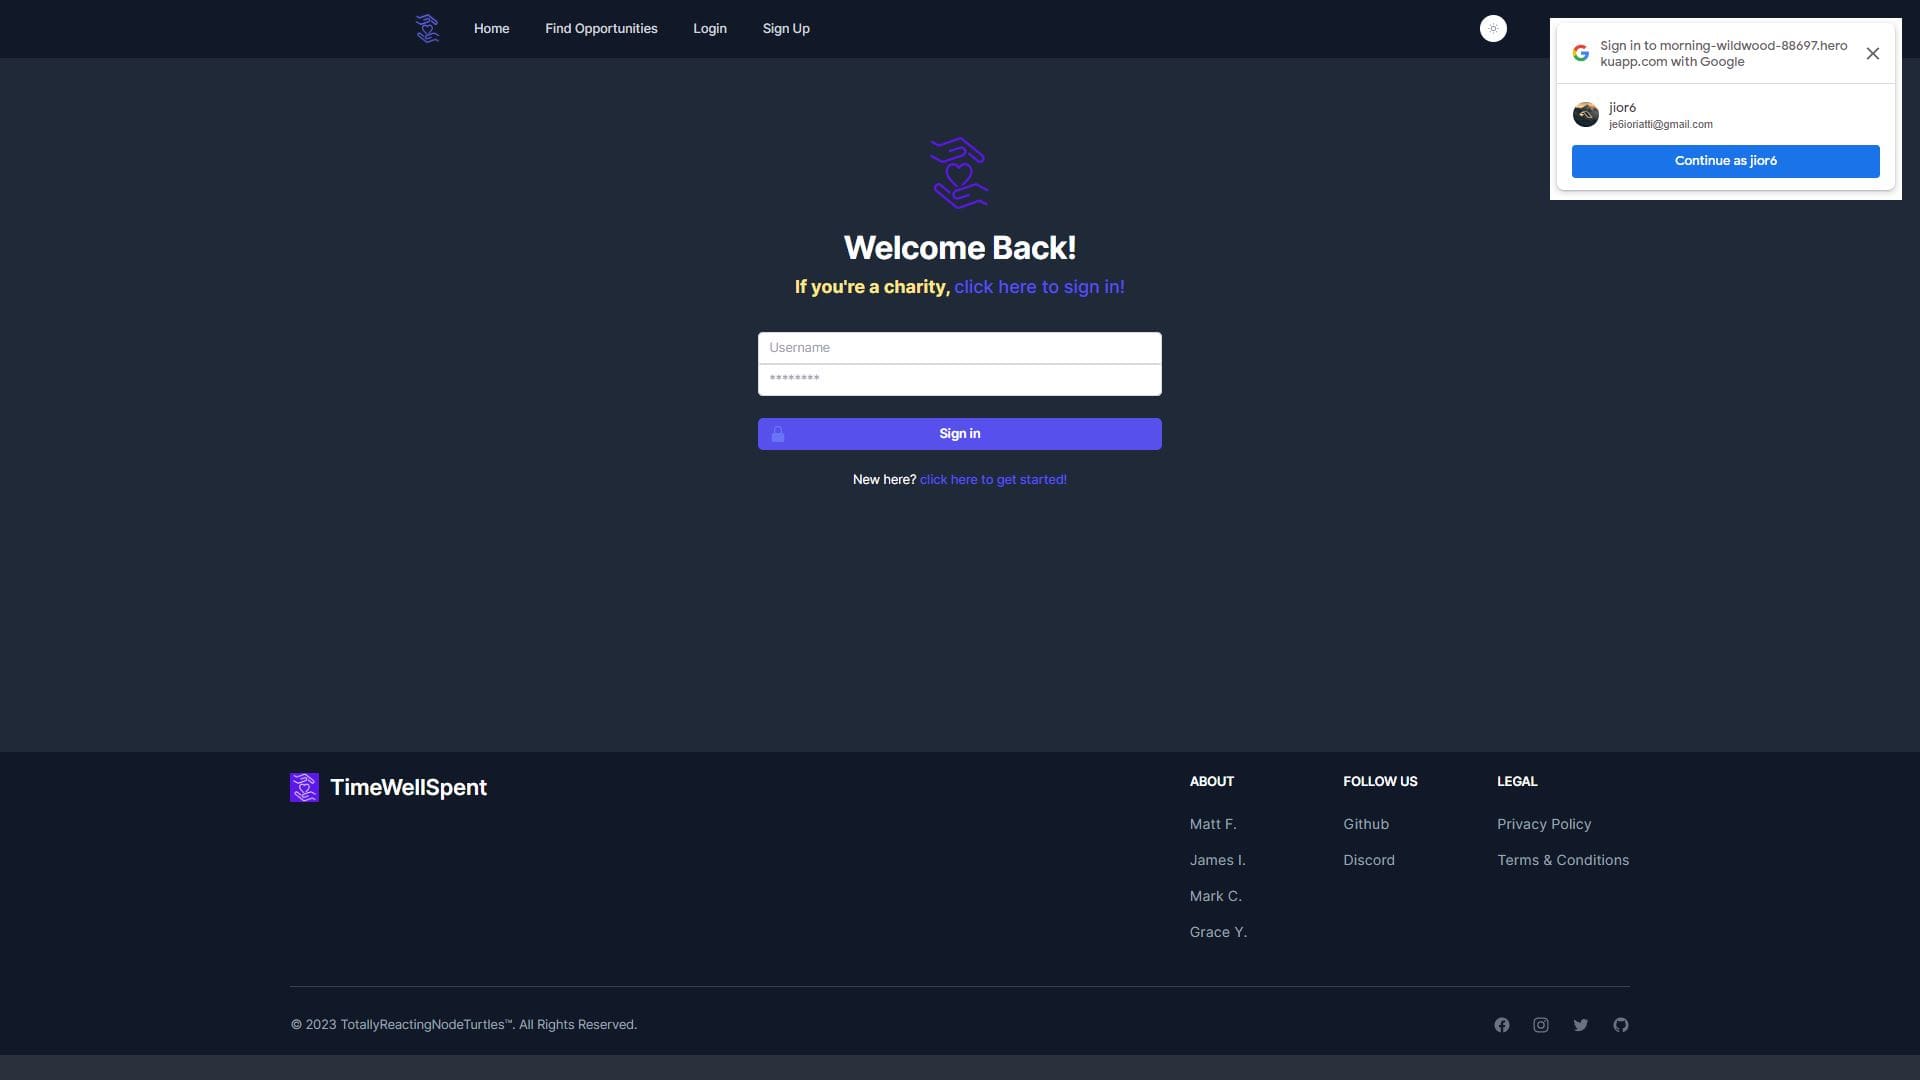 Home Find Opportunities Login Sign Up
Sign in to morning-wildwood-88697.hero
kuapp.com with Google
jior6
je6ioriatti@gmail.com
Continue as jior6
Welcome Back!
If you're a charity, click here to sign in!
Username
********
Sign in
New here? click here to get started!
TimeWellSpent
ABOUT
Matt F.
James I.
Mark C.
Grace Y.
FOLLOW US
Github
Discord
LEGAL
Privacy Policy
Terms & Conditions
© 2023 TotallyReactingNodeTurtles™. All Rights Reserved.